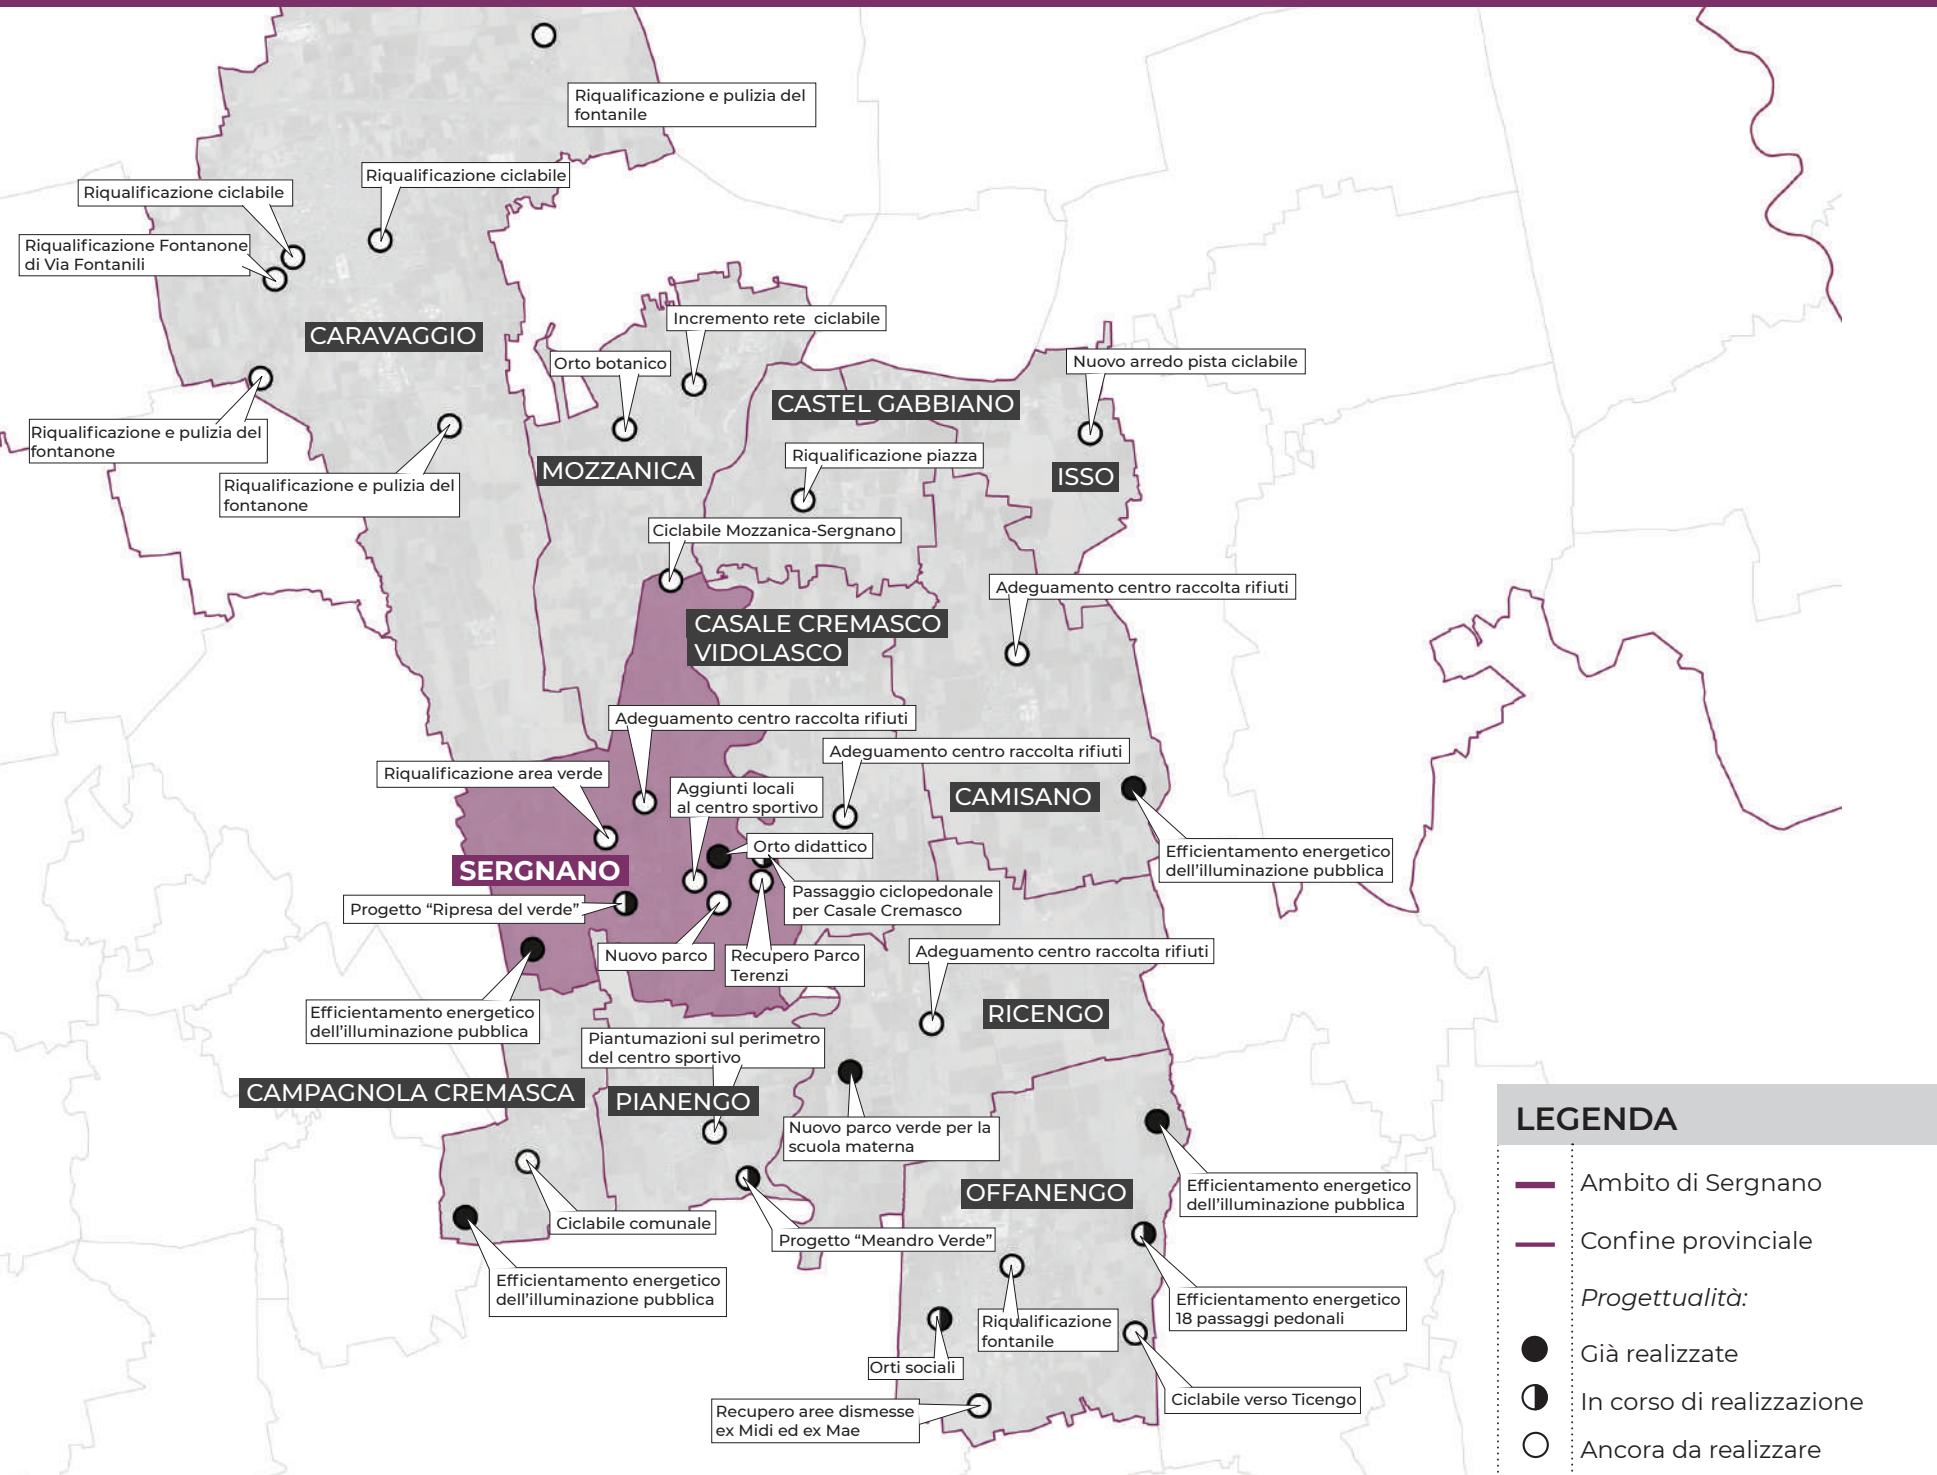 Riqualificazione e pulizia del
fontanile
Riqualificazione ciclabile
Riqualificazione ciclabile
Riqualificazione Fontanone
di Via Fontanili
CARAVAGGIO
Incremento rete ciclabile
Orto botanico
Nuovo arredo pista ciclabile
CASTEL GABBIANO
Riqualificazione e pulizia del
fontanone
Riqualificazione piazza
MOZZANICA
ISSO
Riqualificazione e pulizia del
fontanone
Ciclabile Mozzanica-Sergnano
Adeguamento centro raccolta rifiuti
CASALE CREMASCO
VIDOLASCO
Adeguamento centro raccolta rifiuti
Adeguamento centro raccolta rifiuti
Riqualificazione area verde
Aggiunti locali
al centro sportivo
CAMISANO
Orto didattico
Efficientamento energetico
dell'illuminazione pubblica
SERGNANO
Passaggio ciclopedonale
per Casale Cremasco
Progetto “Ripresa del verde”
Nuovo parco
Recupero Parco
Terenzi
Adeguamento centro raccolta rifiuti
Efficientamento energetico
dell'illuminazione pubblica
RICENGO
Piantumazioni sul perimetro
del centro sportivo
CAMPAGNOLA CREMASCA
PIANENGO
Nuovo parco verde per la
scuola materna
OFFANENGO
Efficientamento energetico
dell'illuminazione pubblica
Ciclabile comunale
Progetto “Meandro Verde”
Efficientamento energetico
dell'illuminazione pubblica
Efficientamento energetico
18 passaggi pedonali
Riqualificazione
fontanile
Orti sociali
Ciclabile verso Ticengo
Recupero aree dismesse
ex Midi ed ex Mae
LEGENDA
Ambito di Sergnano
Confine provinciale
Progettualità:
Già realizzate
In corso di realizzazione
Ancora da realizzare